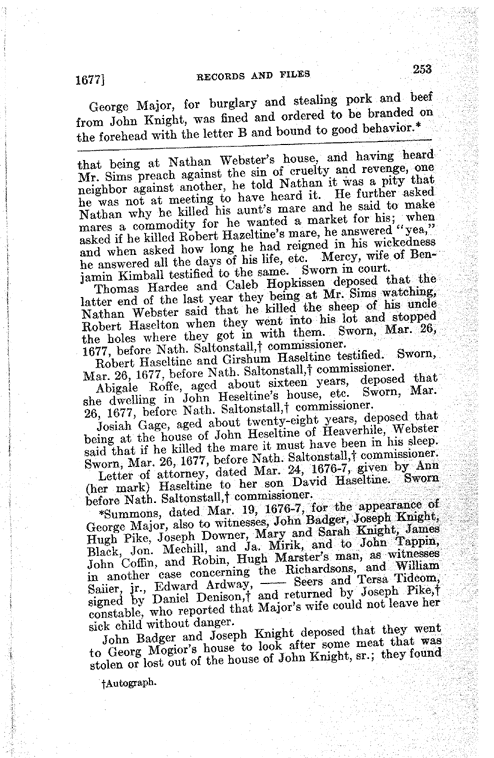 1677] RECORDS AND FILES 253
George Major, for burglary and stealing pork and beef
from John Knight, was fined and ordered to be branded on
the forehead with the letter B and bound to good behavior.*
that being at Nathan Webster's house, and having heard
Mr. Sims preach against the sin of cruelty and revenge, one
neighbor against another, he told Nathan it was a pity that
he was not at meeting to have heard it. He further asked
Nathan why he killed his aunt's mare and he said to make
mares a commodity for he wanted a market for his; when
asked if he killed Robert Hazeltine's mare, he answered "yea,"
and when asked how long he had reigned in his wickedness
he answered all the days of his life, etc. Mercy, wife of Ben-
jamin Kimball testified to the same. Sworn in court.
Thomas Hardee and Caleb Hopkissen deposed that the
latter end of the last year they being at Mr. Sims watching,
Nathan Webster said that he killed the sheep of his uncle
Robert Haselton when they went into his lot and stopped
the holes where they got in with them. Sworn, Mar. 26,
1677, before Nath. Saltonstall,† commissioner.
Robert Haseltine and Girshum Haseltine testified. Sworn,
Mar. 26, 1677, before Nath. Saltonstall,† commissioner.
Abigale Roffe, aged about sixteen years, deposed that
she dwelling in John Heseltine's house, etc. Sworn, Mar.
26, 1677, before Nath. Saltonstall,† commissioner.
Josiah Gage, aged about twenty-eight years, deposed that
being at the house of John Heseltine of Heaverhile, Webster
said that if he killed the mare it must have been in his sleep.
Sworn, Mar. 26, 1677, before Nath. Saltonstall,† commissioner.
Letter of attorney, dated Mar. 24, 1676-7, given by Ann
(her mark) Haseltine to her son David Haseltine. Sworn
before Nath. Saltonstall,† commissioner.
*Summons, dated Mar. 19, 1676-7, for the appearance of
George Major, also to witnesses, John Badger, Joseph Knight,
Hugh Pike, Joseph Downer, Mary and Sarah Knight, James
Black, Jon. Mechill, and Ja. Mirik, and to John Tappin,
John Coffin, and Robin, Hugh Marster's man, as witnesses
in another case concerning the Richardsons, and William
Saiier, jr., Edward Ardway, —— Seers and Tersa Tidcom,
signed by Daniel Denison,† and returned by Joseph Pike,†
constable, who reported that Major's wife could not leave her
sick child without danger.
John Badger and Joseph Knight deposed that they went
to Georg Mogior's house to look after some meat that was
stolen or lost out of the house of John Knight, sr.; they found
†Autograph.